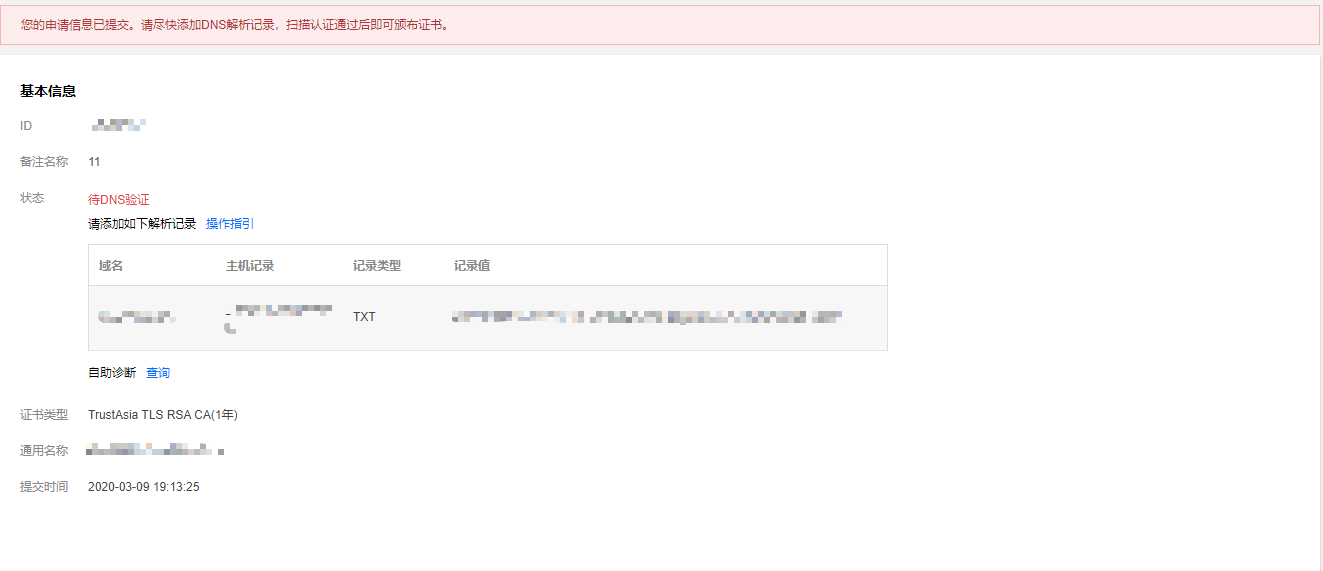 您的申请信息已提交。请尽快添加DNS解析记录，扫描认证通过后即可颁布证书。
基本信息
ID
备注名称 11
状态 待DNS验证
请添加如下解析记录 操作指引
域名 主机记录 记录类型 记录值
TXT
自助诊断 查询
证书类型 TrustAsia TLS RSA CA(1年)
通用名称
提交时间 2020-03-09 19:13:25